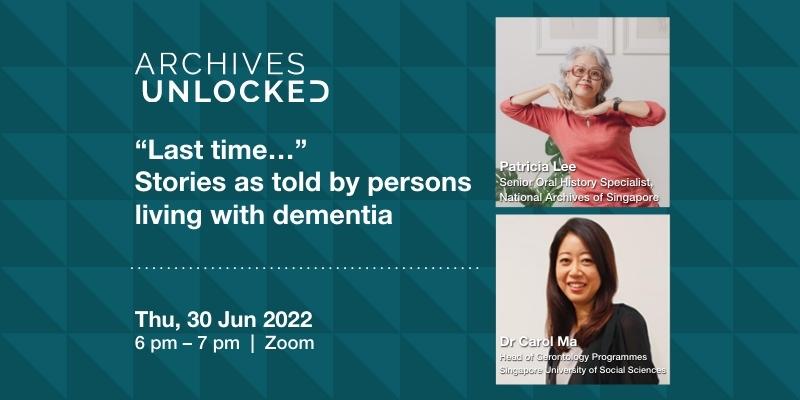 ARCHIVES
UNLOCKED
“Last time…”
Stories as told by persons
living with dementia
Thu, 30 Jun 2022
6 pm – 7 pm | Zoom
Patricia Lee
Senior Oral History Specialist,
National Archives of Singapore
Dr Carol Ma
Head of Gerontology Programmes
Singapore University of Social Sciences